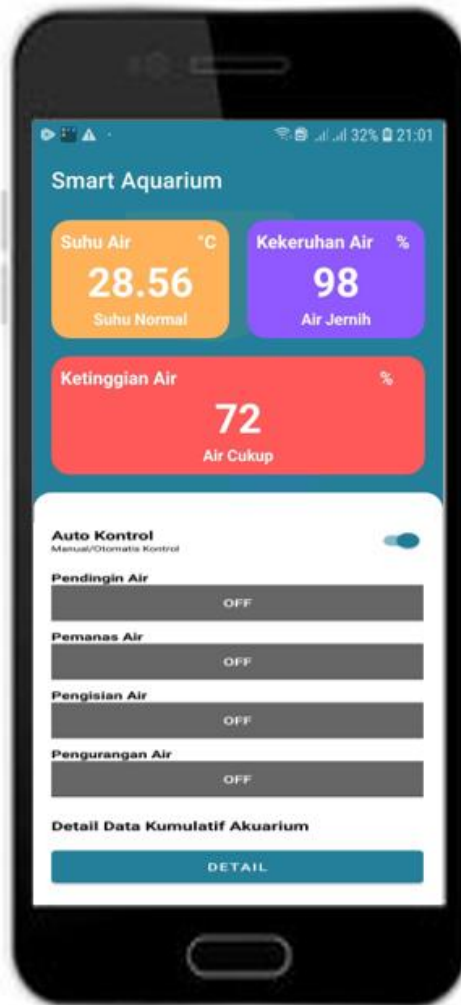 32% 21:01
Smart Aquarium
Suhu Air °C
28.56
Suhu Normal
Kekeruhan Air %
98
Air Jernih
Ketinggian Air %
72
Air Cukup
Auto Kontrol
Manual/Otomatis Kontrol
Pendingin Air
OFF
Pemanas Air
OFF
Pengisian Air
OFF
Pengurangan Air
OFF
Detail Data Kumulatif Akuarium
DETAIL